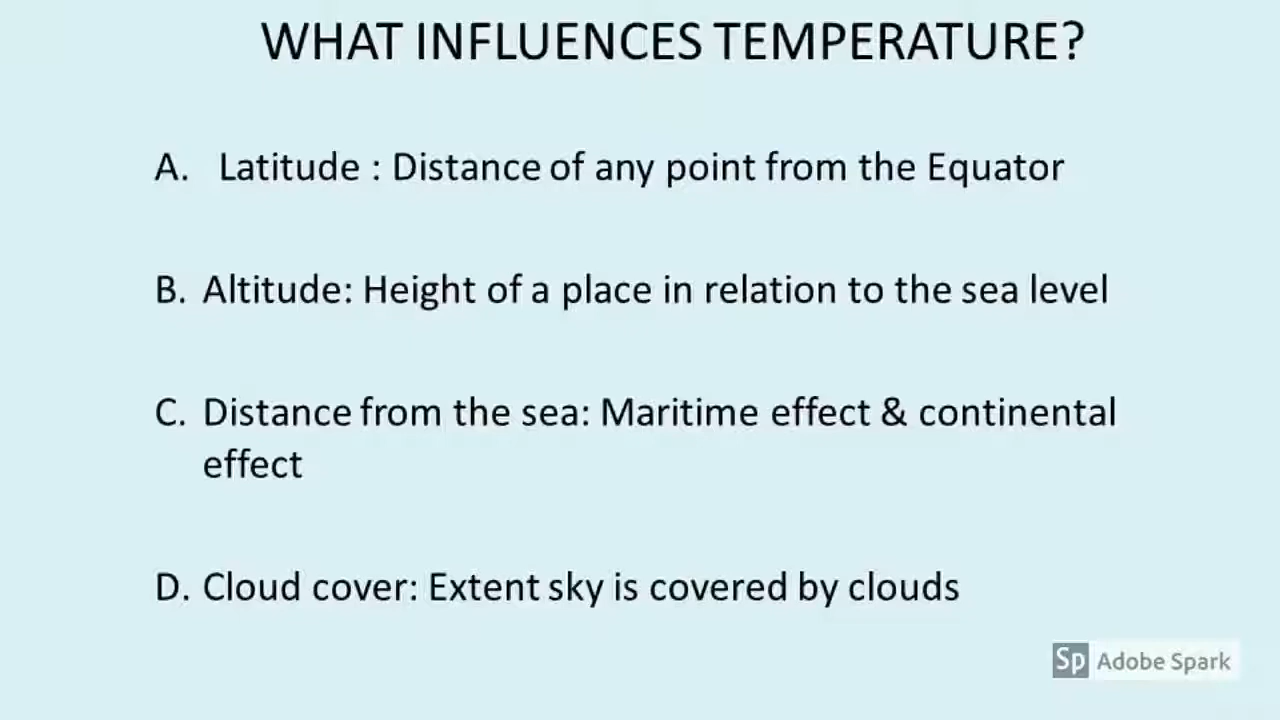 WHAT INFLUENCES TEMPERATURE?
A. Latitude : Distance of any point from the Equator
B. Altitude: Height of a place in relation to the sea level
C. Distance from the sea: Maritime effect & continental
effect
D. Cloud cover: Extent sky is covered by clouds
Sp Adobe Spark